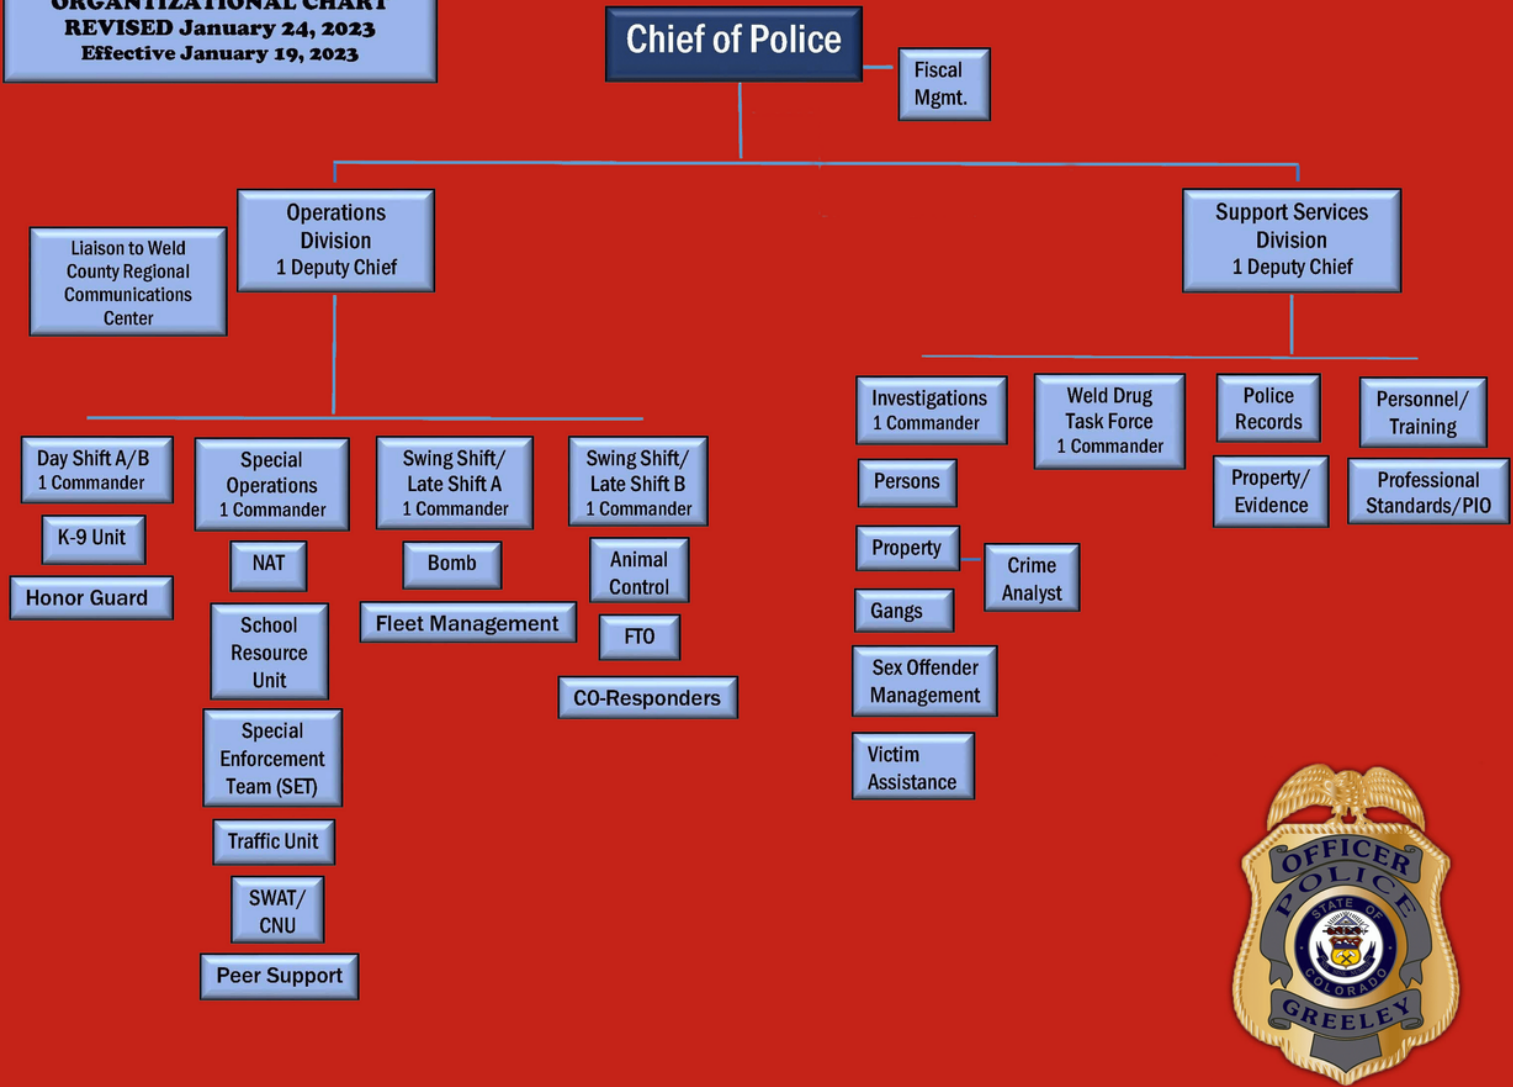 ORGANTIZATIONAL CHART
REVISED January 24, 2023
Effective January 19, 2023
Chief of Police
Fiscal
Mgmt.
Operations
Division
1 Deputy Chief
Liaison to Weld
County Regional
Communications
Center
Support Services
Division
1 Deputy Chief
Day Shift A/B
1 Commander
K-9 Unit
Honor Guard
Special
Operations
1 Commander
NAT
School
Resource
Unit
Special
Enforcement
Team (SET)
Traffic Unit
SWAT/
CNU
Peer Support
Swing Shift/
Late Shift A
1 Commander
Bomb
Fleet Management
Swing Shift/
Late Shift B
1 Commander
Animal
Control
FTO
CO-Responders
Investigations
1 Commander
Persons
Property
Crime
Analyst
Gangs
Sex Offender
Management
Victim
Assistance
Weld Drug
Task Force
1 Commander
Police
Records
Property/
Evidence
Personnel/
Training
Professional
Standards/PIO
OFFICER
POLICE
STATE OF
COLORADO
GREELEY